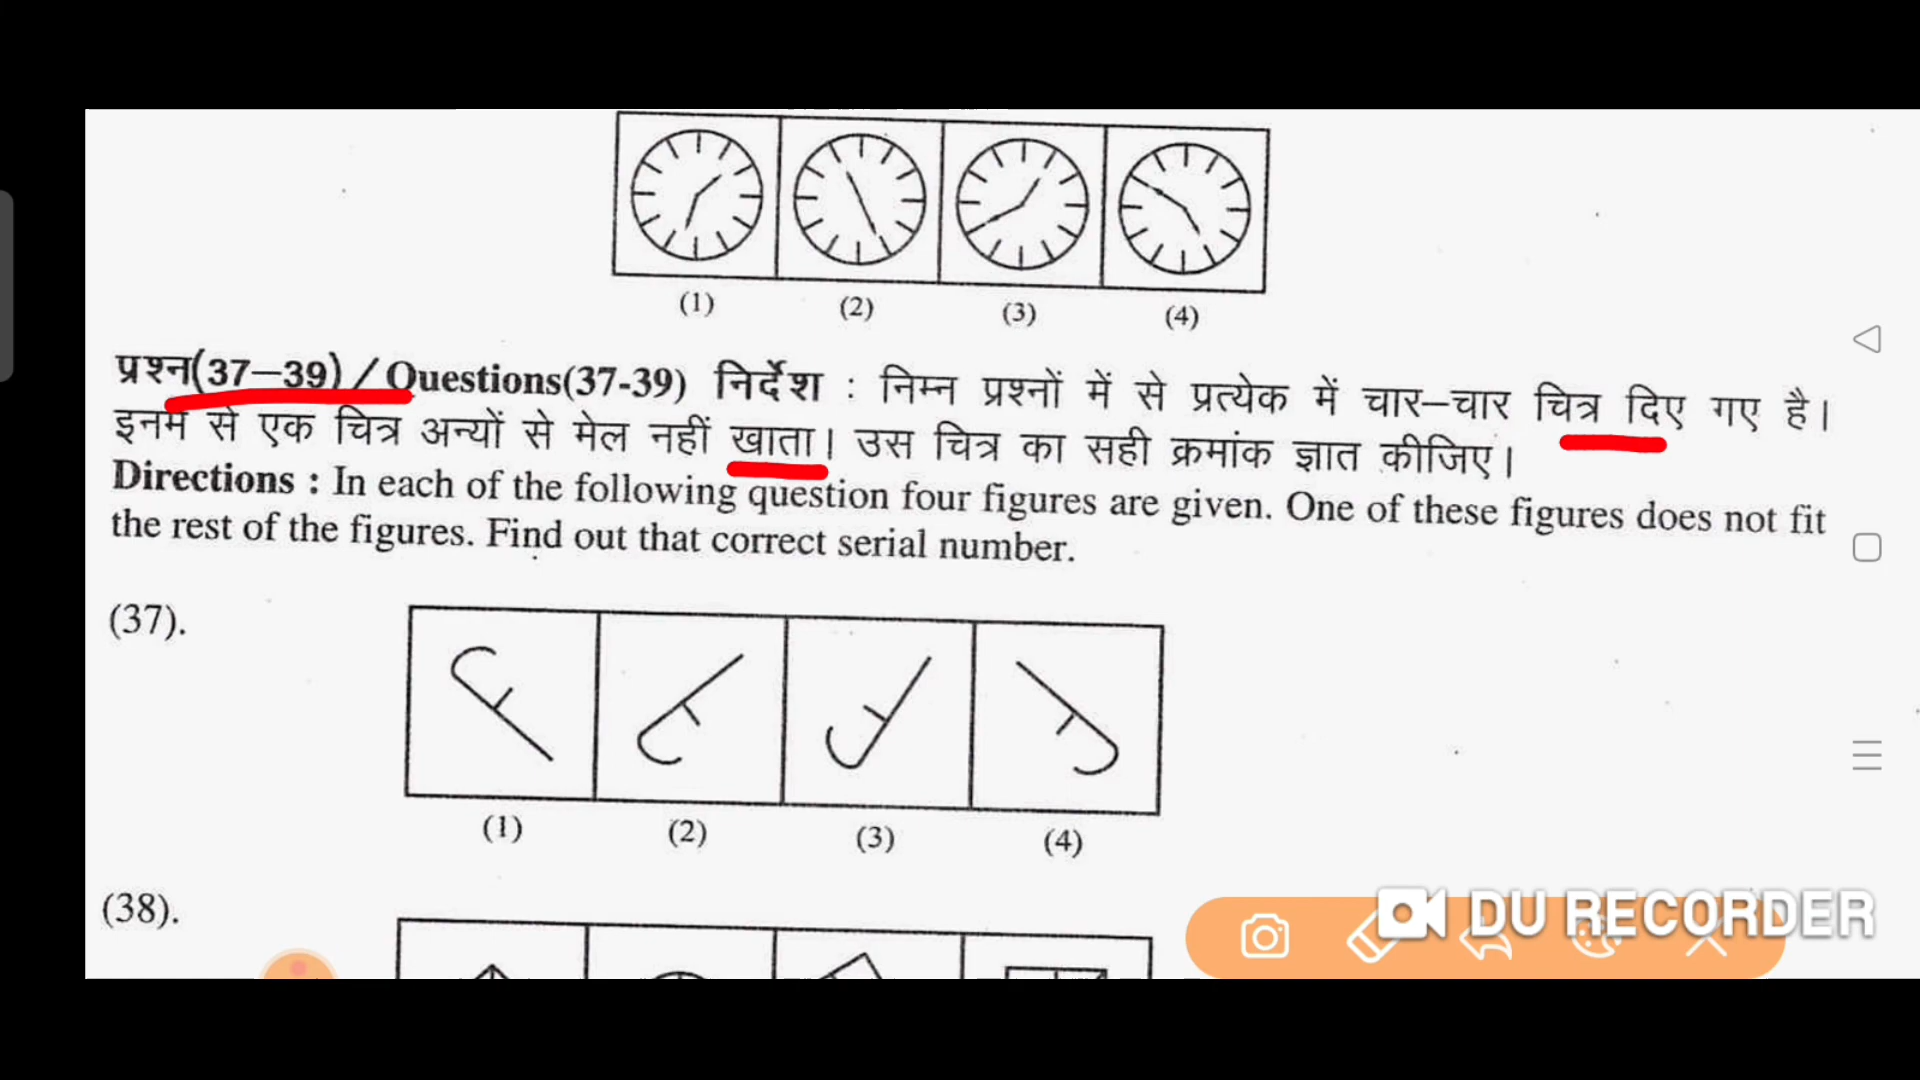 (1) (2) (3) (4)
प्रश्न(37–39) / Questions(37-39) निर्देश : निम्न प्रश्नों में से प्रत्येक में चार–चार चित्र दिए गए है।
इनमें से एक चित्र अन्यों से मेल नहीं खाता। उस चित्र का सही क्रमांक ज्ञात कीजिए।
Directions : In each of the following question four figures are given. One of these figures does not fit
the rest of the figures. Find out that correct serial number.
(37).
(1) (2) (3) (4)
(38).
DU RECORDER